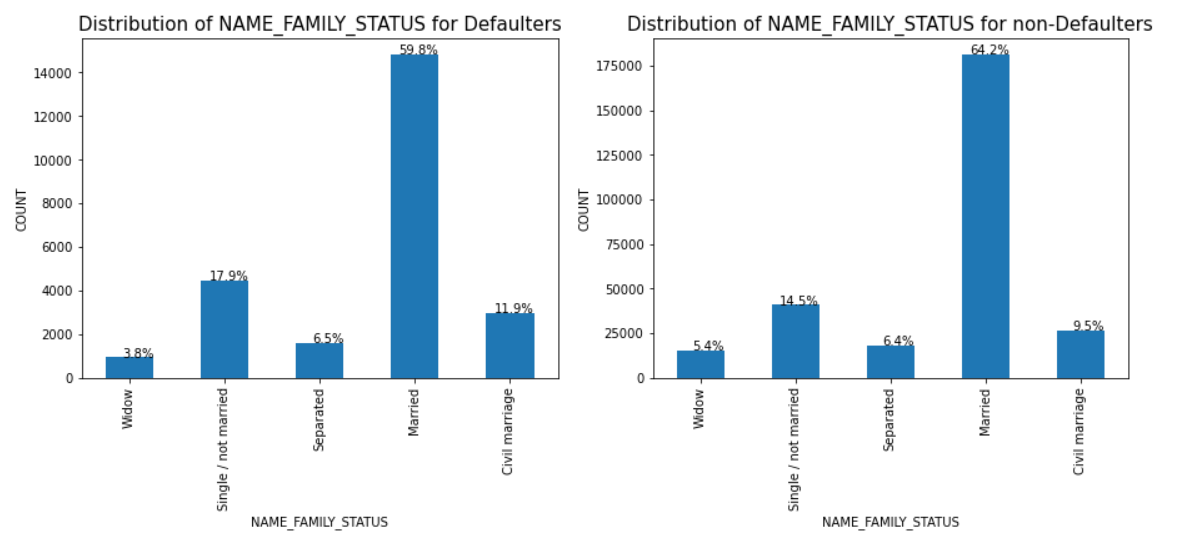 Distribution of NAME_FAMILY_STATUS for Defaulters
59.8%
14000
12000
10000
8000
6000
4000
2000
0
COUNT
17.9%
11.9%
6.5%
3.8%
Widow
Single / not married
Separated
Married
Civil marriage
NAME_FAMILY_STATUS
Distribution of NAME_FAMILY_STATUS for non-Defaulters
64.2%
175000
150000
125000
100000
75000
50000
25000
0
COUNT
14.5%
9.5%
6.4%
5.4%
Widow
Single / not married
Separated
Married
Civil marriage
NAME_FAMILY_STATUS